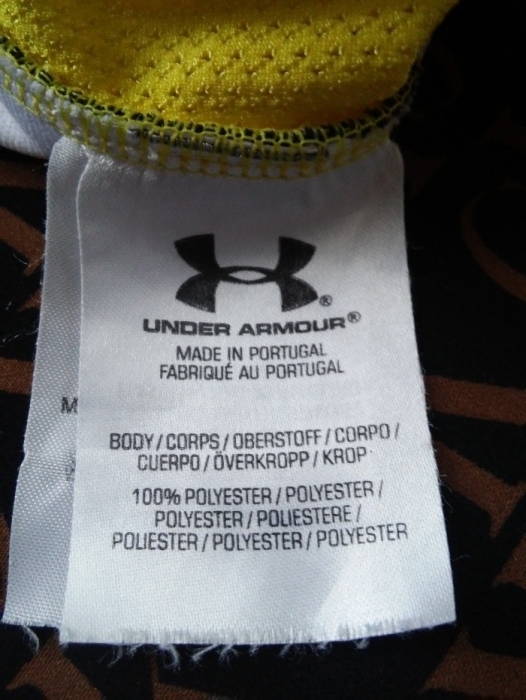 UNDER ARMOUR®
MADE IN PORTUGAL
FABRIQUÉ AU PORTUGAL
M
BODY / CORPS / OBERSTOFF / CORPO /
CUERPO / ÖVERKROPP / KROP
100% POLYESTER / POLYESTER /
POLYESTER / POLIESTERE /
POLIESTER / POLYESTER / POLYESTER